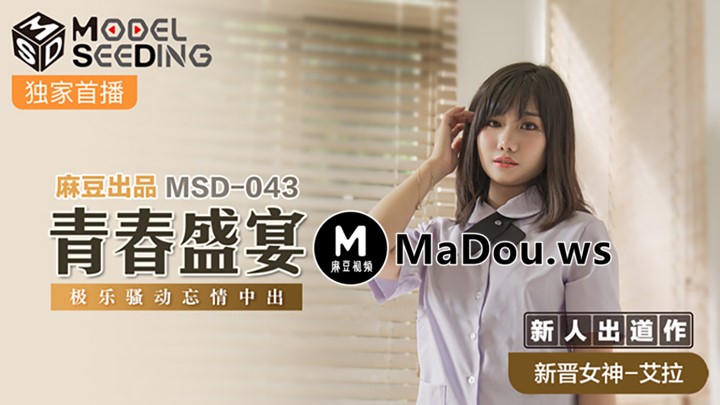 MSD
MODEL
SEEDING
独家首播
麻豆出品 MSD-043
青春盛宴
极乐骚动忘情中出
M
麻豆视频
MaDou.ws
新人出道作
新晋女神-艾拉